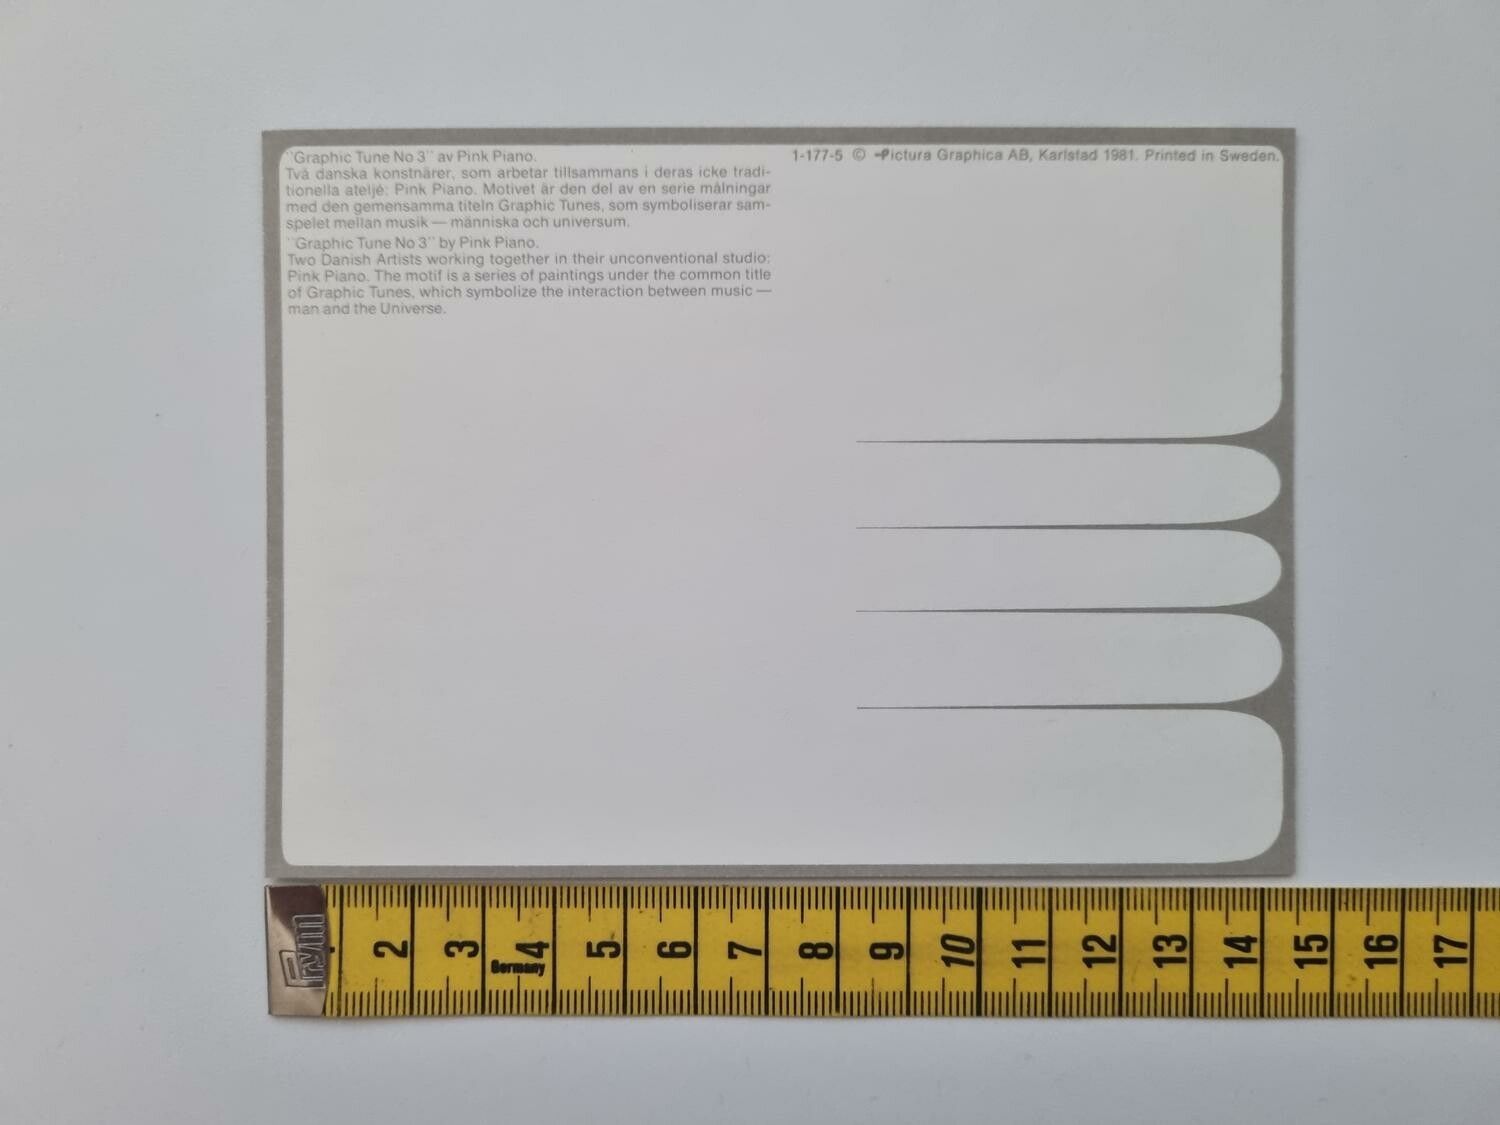 "Graphic Tune No 3" av Pink Piano.
Två danska konstnärer, som arbetar tillsammans i deras icke tradi-
tionella ateljé: Pink Piano. Motivet är den del av en serie målningar
med den gemensamma titeln Graphic Tunes, som symboliserar sam-
spelet mellan musik — människa och universum.
"Graphic Tune No 3" by Pink Piano.
Two Danish Artists working together in their unconventional studio:
Pink Piano. The motif is a series of paintings under the common title
of Graphic Tunes, which symbolize the interaction between music —
man and the Universe.
1-177-5 © Pictura Graphica AB, Karlstad 1981. Printed in Sweden.
Prym
2 3 4 5 6 7 8 9 10 11 12 13 14 15 16 17
Germany